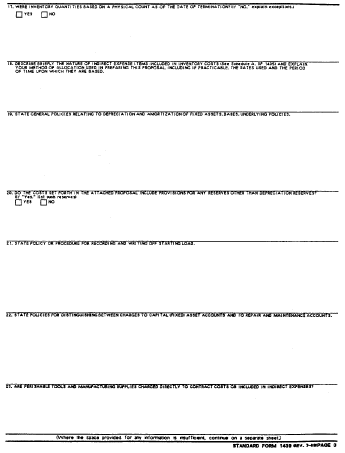 17. WERE INVENTORY QUANTITIES BASED ON A PHYSICAL COUNT AS OF THE DATE OF TERMINATION? (If "NO," explain exceptions.)
YES NO
18. DESCRIBE BRIEFLY THE NATURE OF INDIRECT EXPENSE ITEMS INCLUDED IN INVENTORY COSTS (See Schedule A, SF 1435) AND EXPLAIN
YOUR METHOD OF ALLOCATION USED IN PREPARING THIS PROPOSAL, INCLUDING IF PRACTICABLE, THE RATES USED AND THE PERIOD
OF TIME UPON WHICH THEY ARE BASED.
19. STATE GENERAL POLICIES RELATING TO DEPRECIATION AND AMORTIZATION OF FIXED ASSETS, BASES, UNDERLYING POLICIES.
20. DO THE COSTS SET FORTH IN THE ATTACHED PROPOSAL INCLUDE PROVISIONS FOR ANY RESERVES OTHER THAN DEPRECIATION RESERVES?
(If "Yes," list such reserves)
YES NO
21. STATE POLICY OR PROCEDURE FOR RECORDING AND WRITING OFF STARTING LOAD.
22. STATE POLICIES FOR DISTINGUISHING BETWEEN CHARGES TO CAPITAL (FIXED) ASSET ACCOUNTS AND TO REPAIR AND MAINTENANCE ACCOUNTS.
23. ARE PERISHABLE TOOLS AND MANUFACTURING SUPPLIES CHARGED DIRECTLY TO CONTRACT COSTS OR INCLUDED IN INDIRECT EXPENSES?
(Where the space provided for any information is insufficient, continue on a separate sheet.)
STANDARD FORM 1439 REV. PAGE 3